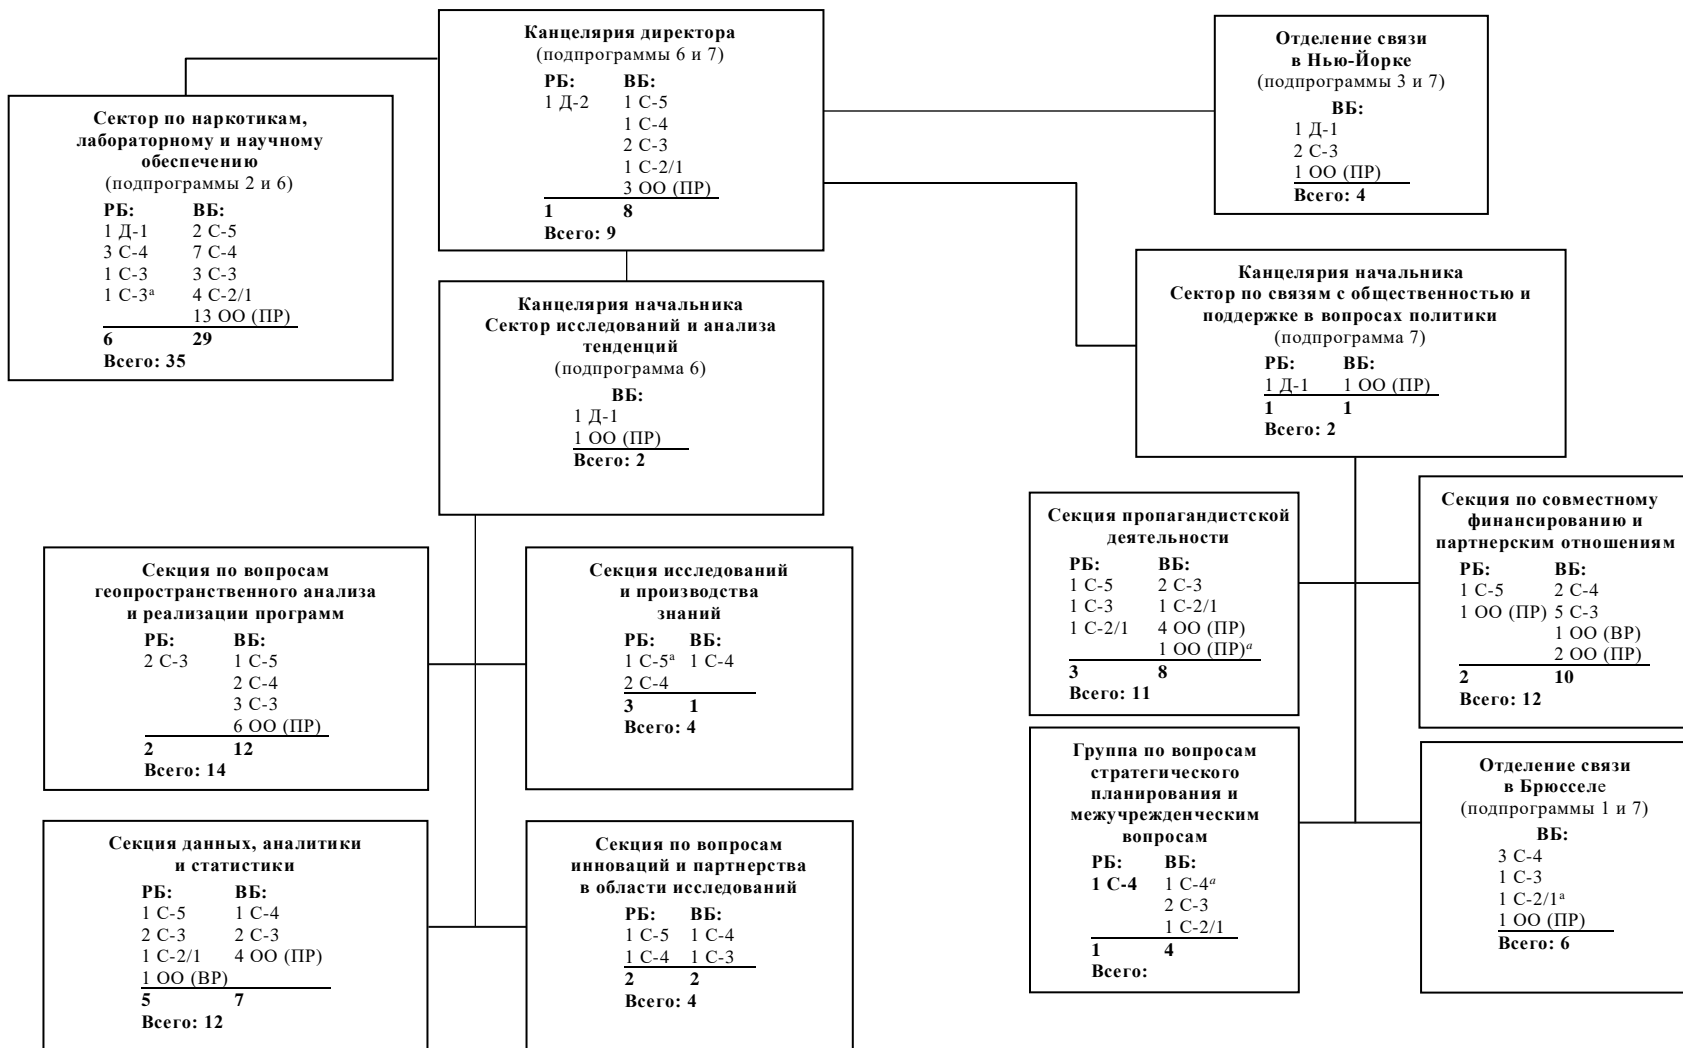 Канцелярия директора
(подпрограммы 6 и 7)
РБ: ВБ:
1 Д-2 1 С-5
1 С-4
2 С-3
1 С-2/1
3 ОО (ПР)
1 8
Всего: 9
Отделение связи
в Нью-Йорке
(подпрограммы 3 и 7)
ВБ:
1 Д-1
2 С-3
1 ОО (ПР)
Всего: 4
Сектор по наркотикам,
лабораторному и научному
обеспечению
(подпрограммы 2 и 6)
РБ: ВБ:
1 Д-1 2 С-5
3 С-4 7 С-4
1 С-3 3 С-3
1 С-3ᵃ 4 С-2/1
13 ОО (ПР)
6 29
Всего: 35
Канцелярия начальника
Сектор исследований и анализа
тенденций
(подпрограмма 6)
ВБ:
1 Д-1
1 ОО (ПР)
Всего: 2
Канцелярия начальника
Сектор по связям с общественностью и
поддержке в вопросах политики
(подпрограмма 7)
РБ: ВБ:
1 Д-1 1 ОО (ПР)
1 1
Всего: 2
Секция пропагандистской
деятельности
РБ: ВБ:
1 С-5 2 С-3
1 С-3 1 С-2/1
1 С-2/1 4 ОО (ПР)
1 ОО (ПР)ᵃ
3 8
Всего: 11
Секция по совместному
финансированию и
партнерским отношениям
РБ: ВБ:
1 С-5 2 С-4
1 ОО (ПР) 5 С-3
1 ОО (ВР)
2 ОО (ПР)
2 10
Всего: 12
Секция по вопросам
геопространственного анализа
и реализации программ
РБ: ВБ:
2 С-3 1 С-5
2 С-4
3 С-3
6 ОО (ПР)
2 12
Всего: 14
Секция исследований
и производства
знаний
РБ: ВБ:
1 С-5ᵃ 1 С-4
2 С-4
3 1
Всего: 4
Группа по вопросам
стратегического
планирования и
межучрежденческим
вопросам
РБ: ВБ:
1 С-4 1 С-4ᵃ
2 С-3
1 С-2/1
1 4
Всего:
Отделение связи
в Брюсселе
(подпрограммы 1 и 7)
ВБ:
3 С-4
1 С-3
1 С-2/1ᵃ
1 ОО (ПР)
Всего: 6
Секция данных, аналитики
и статистики
РБ: ВБ:
1 С-5 1 С-4
2 С-3 2 С-3
1 С-2/1 4 ОО (ПР)
1 ОО (ВР)
5 7
Всего: 12
Секция по вопросам
инноваций и партнерства
в области исследований
РБ: ВБ:
1 С-5 1 С-4
1 С-4 1 С-3
2 2
Всего: 4